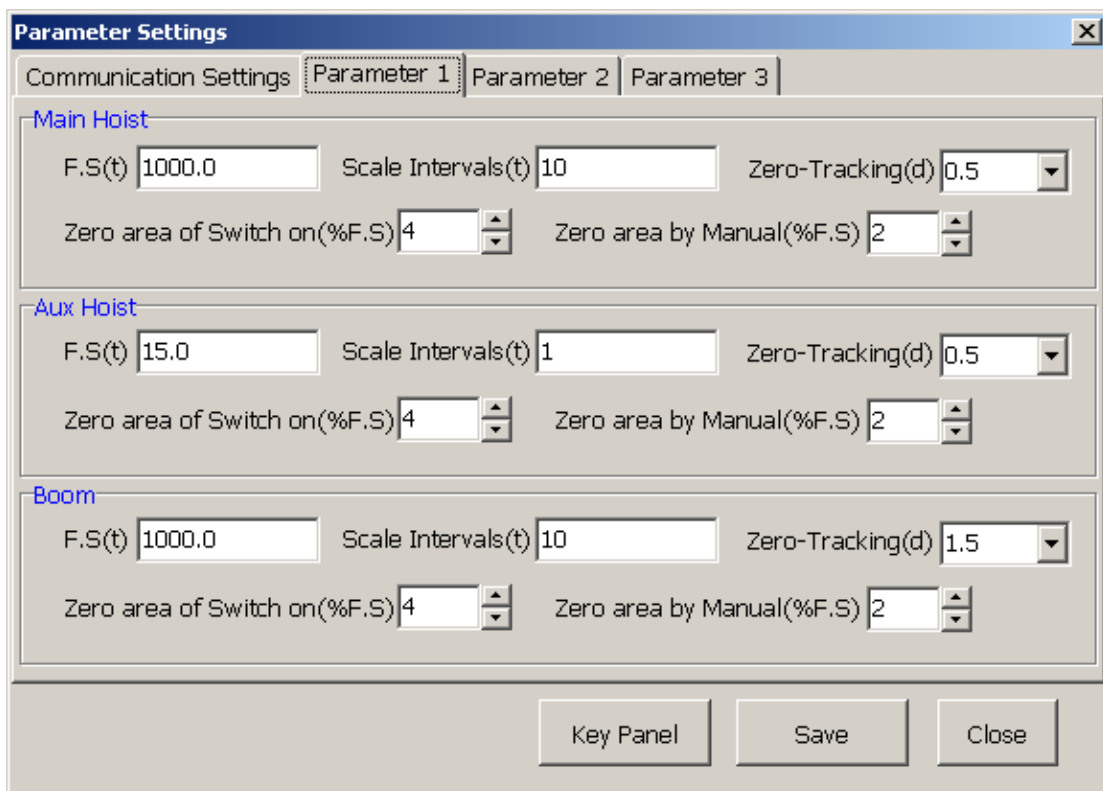 Parameter Settings
Communication Settings Parameter 1 Parameter 2 Parameter 3
Main Hoist
F.S(t) 1000.0 Scale Intervals(t) 10 Zero-Tracking(d) 0.5
Zero area of Switch on(%F.S) 4 Zero area by Manual(%F.S) 2
Aux Hoist
F.S(t) 15.0 Scale Intervals(t) 1 Zero-Tracking(d) 0.5
Zero area of Switch on(%F.S) 4 Zero area by Manual(%F.S) 2
Boom
F.S(t) 1000.0 Scale Intervals(t) 10 Zero-Tracking(d) 1.5
Zero area of Switch on(%F.S) 4 Zero area by Manual(%F.S) 2
Key Panel Save Close